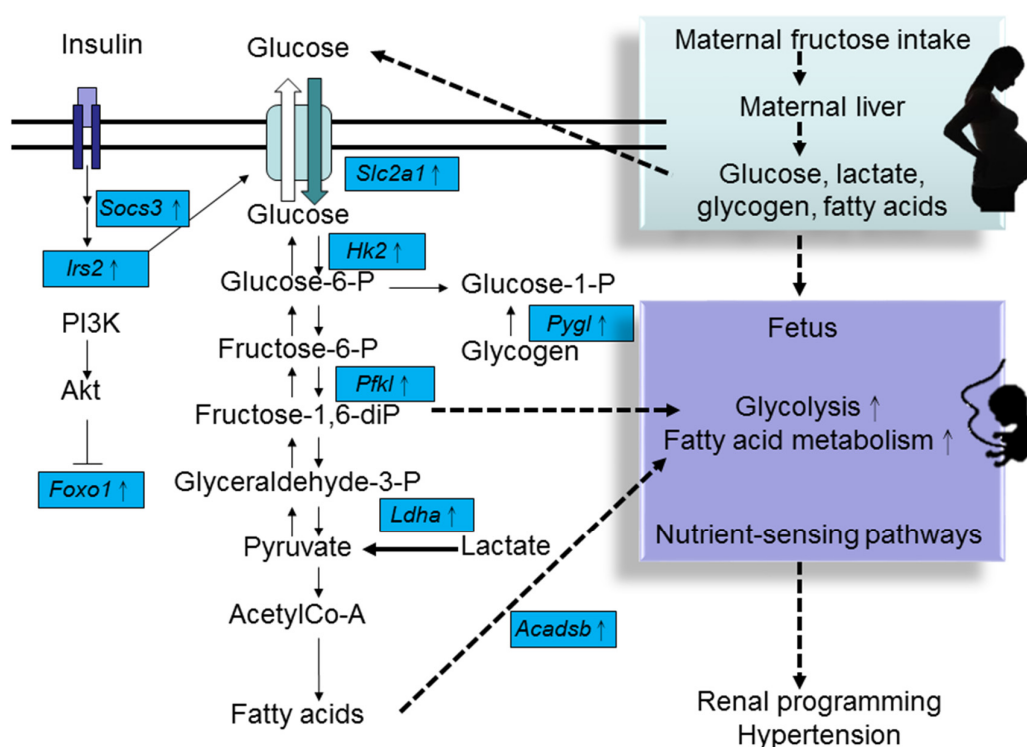 Insulin
Glucose
Maternal fructose intake
Maternal liver
Glucose, lactate,
glycogen, fatty acids
Slc2a1 ↑
Socs3 ↑
Irs2 ↑
Glucose
Hk2 ↑
Glucose-6-P
Glucose-1-P
Pygl ↑
Glycogen
PI3K
Akt
Foxo1 ↑
Fructose-6-P
Pfkl ↑
Fructose-1,6-diP
Glyceraldehyde-3-P
Ldha ↑
Pyruvate
Lactate
AcetylCo-A
Acadsb ↑
Fatty acids
Fetus
Glycolysis ↑
Fatty acid metabolism ↑
Nutrient-sensing pathways
Renal programming
Hypertension